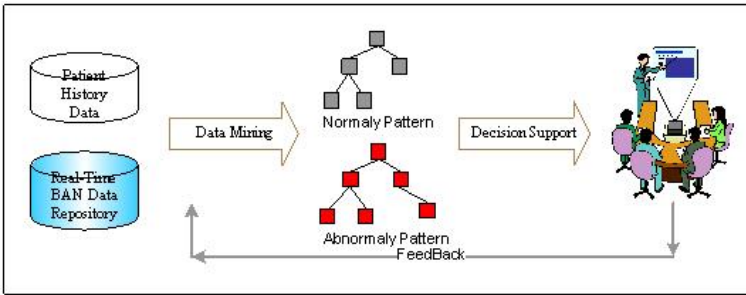 Patient
History
Data
Real-Time
BAN Data
Repository
Data Mining
Normaly Pattern
Abnormaly Pattern
Decision Support
FeedBack